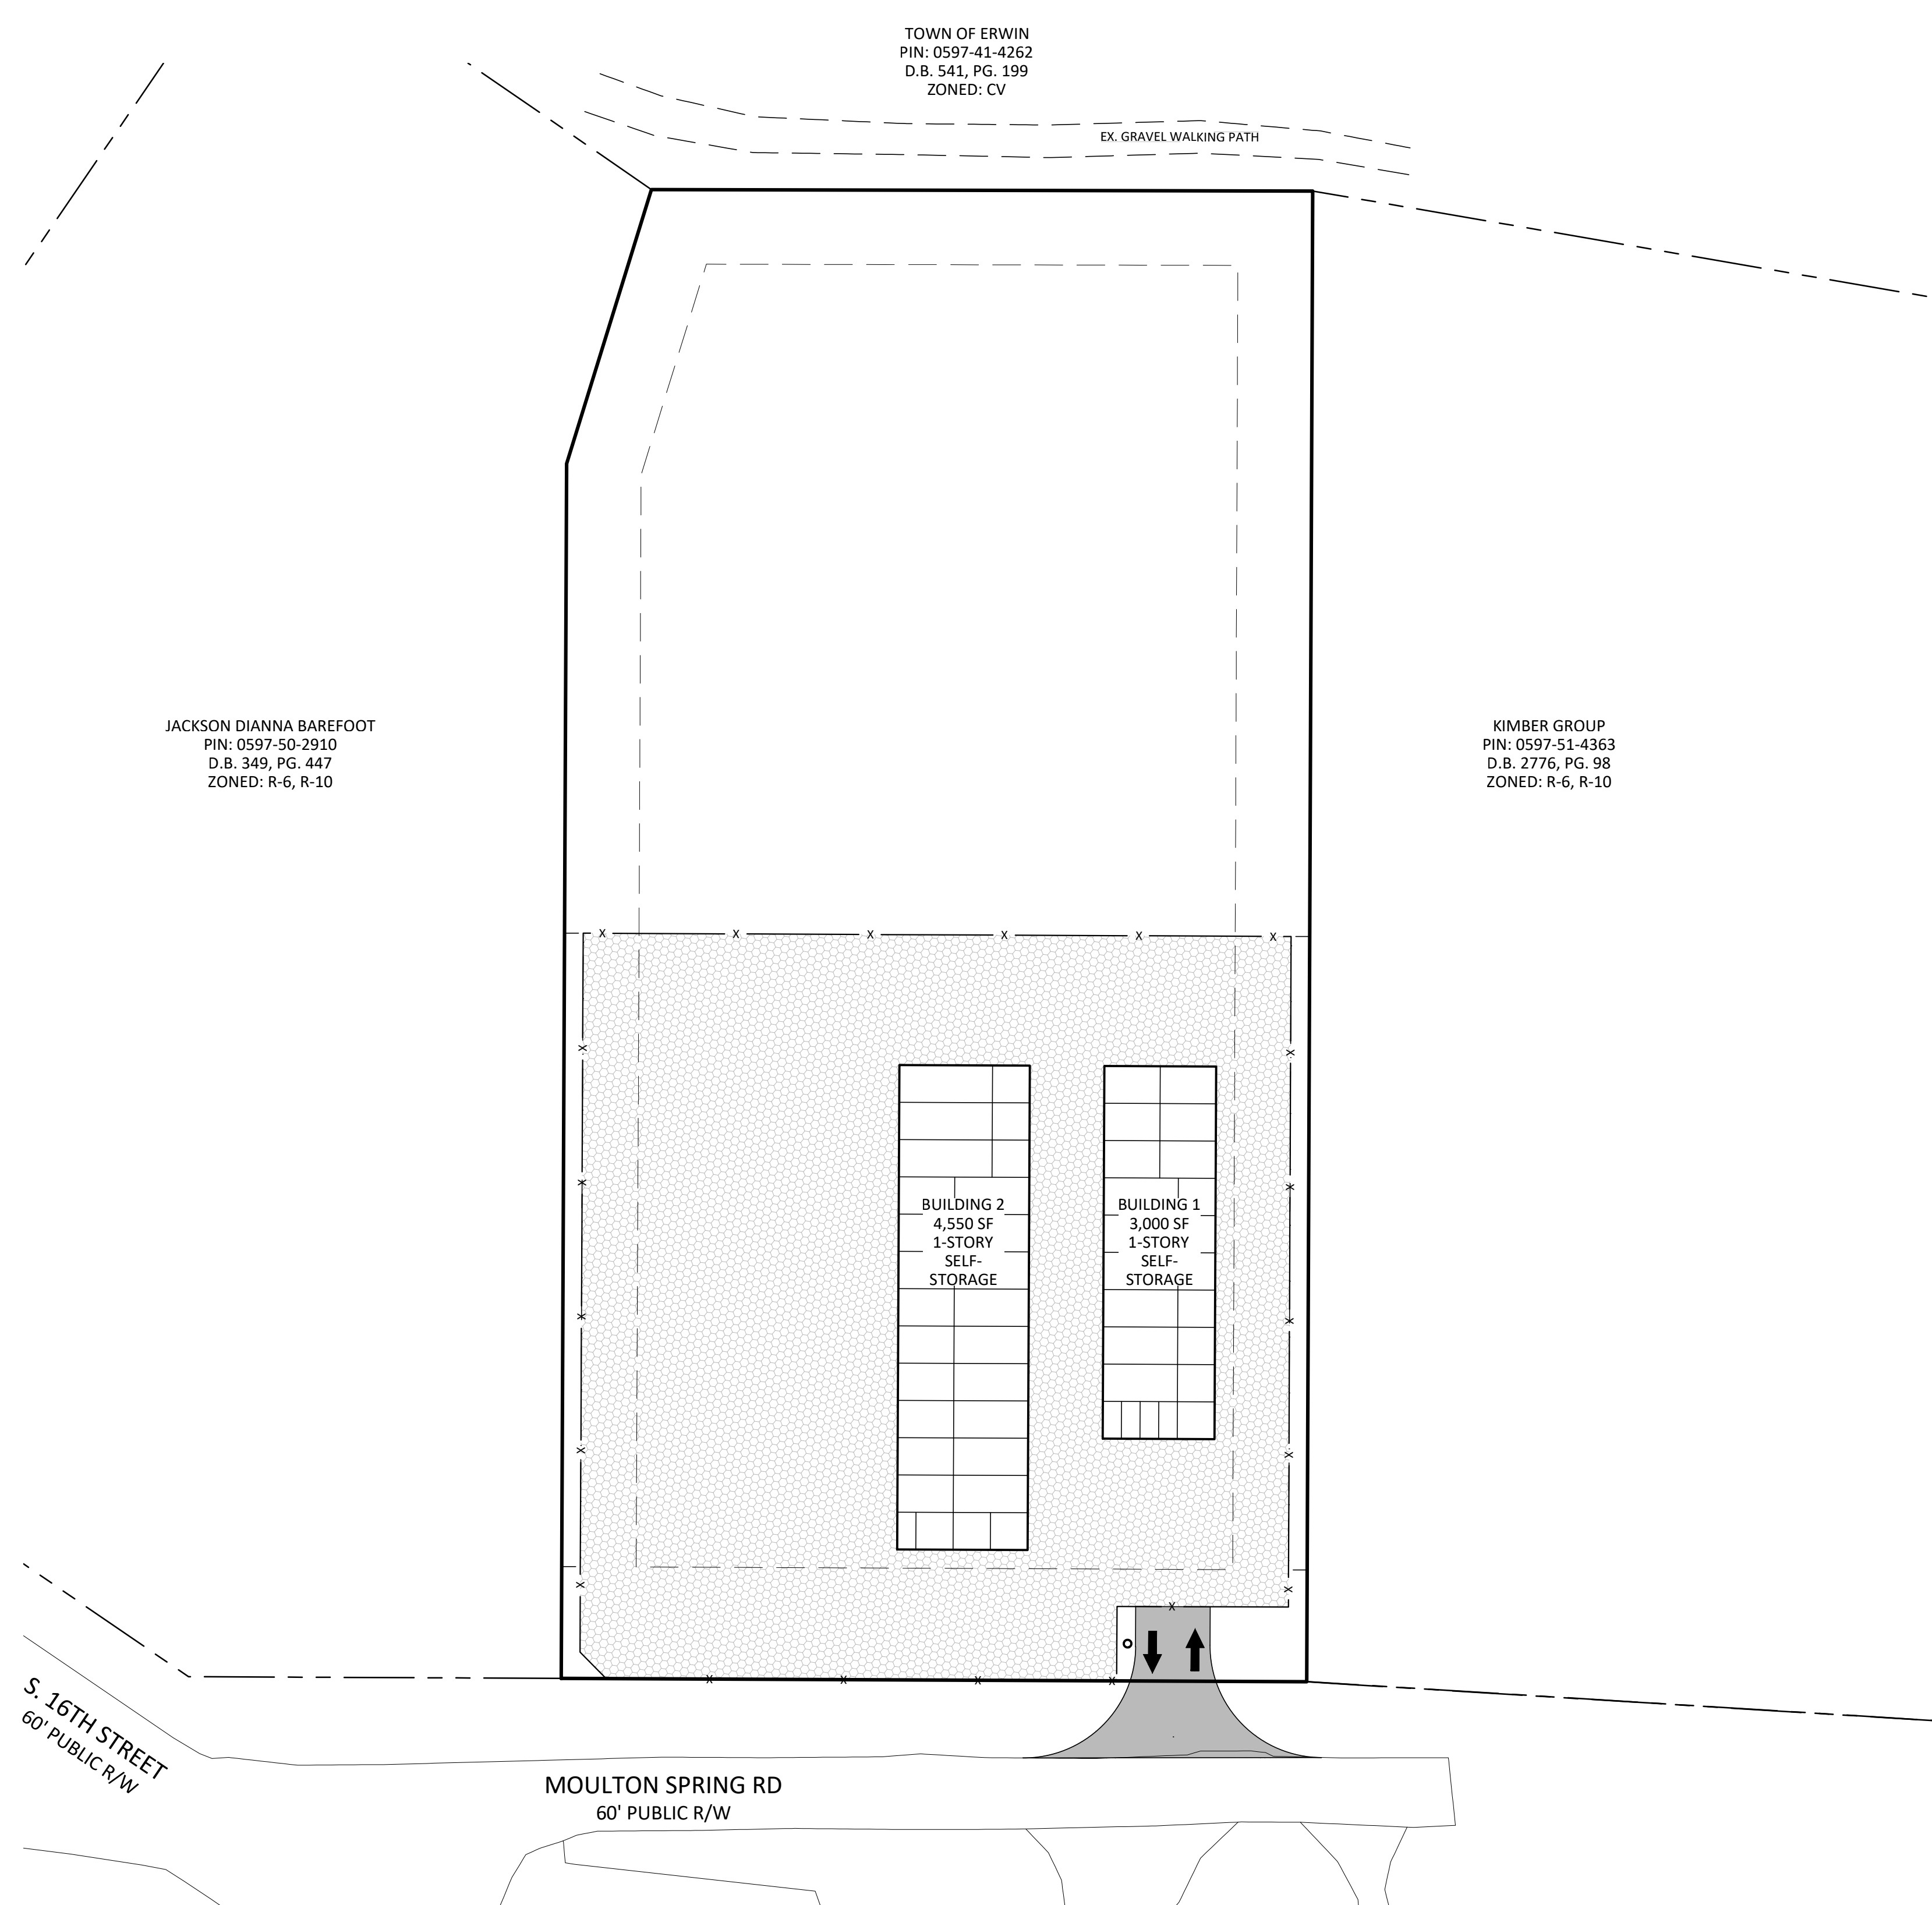 TOWN OF ERWIN
PIN: 0597-41-4262
D.B. 541, PG. 199
ZONED: CV
EX. GRAVEL WALKING PATH
JACKSON DIANNA BAREFOOT
PIN: 0597-50-2910
D.B. 349, PG. 447
ZONED: R-6, R-10
KIMBER GROUP
PIN: 0597-51-4363
D.B. 2776, PG. 98
ZONED: R-6, R-10
BUILDING 2
4,550 SF
1-STORY
SELF-
STORAGE
BUILDING 1
3,000 SF
1-STORY
SELF-
STORAGE
S. 16TH STREET
60' PUBLIC R/W
MOULTON SPRING RD
60' PUBLIC R/W